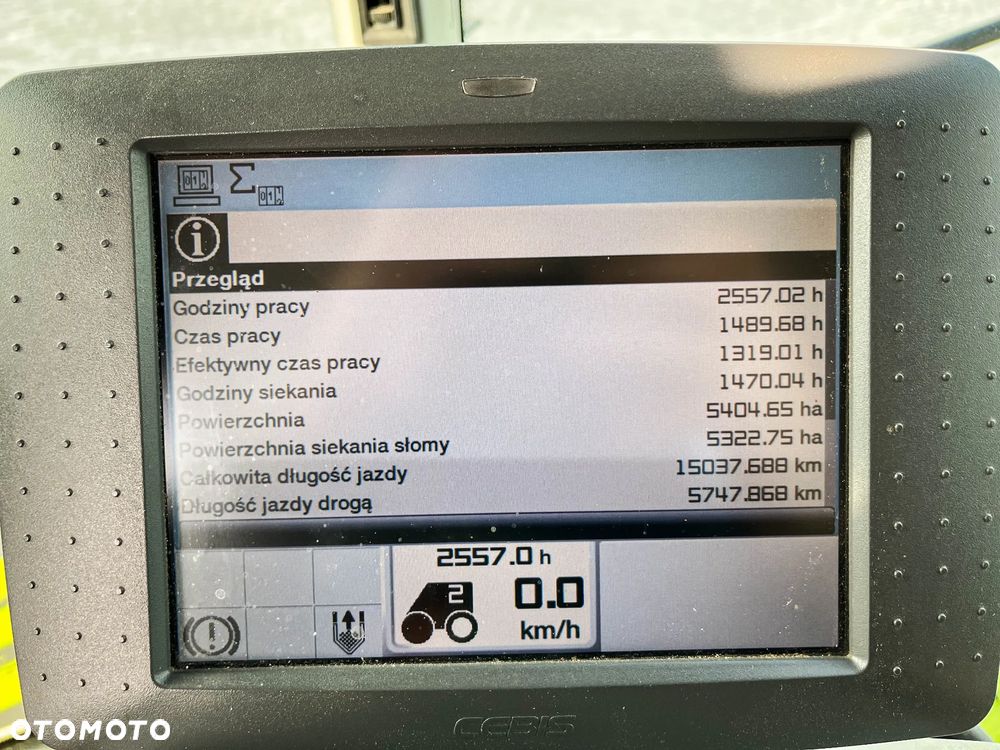 Przegląd
Godziny pracy 2557.02 h
Czas pracy 1489.68 h
Efektywny czas pracy 1319.01 h
Godziny siekania 1470.04 h
Powierzchnia 5404.65 ha
Powierzchnia siekania słomy 5322.75 ha
Całkowita długość jazdy 15037.688 km
Długość jazdy drogą 5747.868 km
2557.0 h
2 0.0
km/h
CEBIS
OTOMOTO